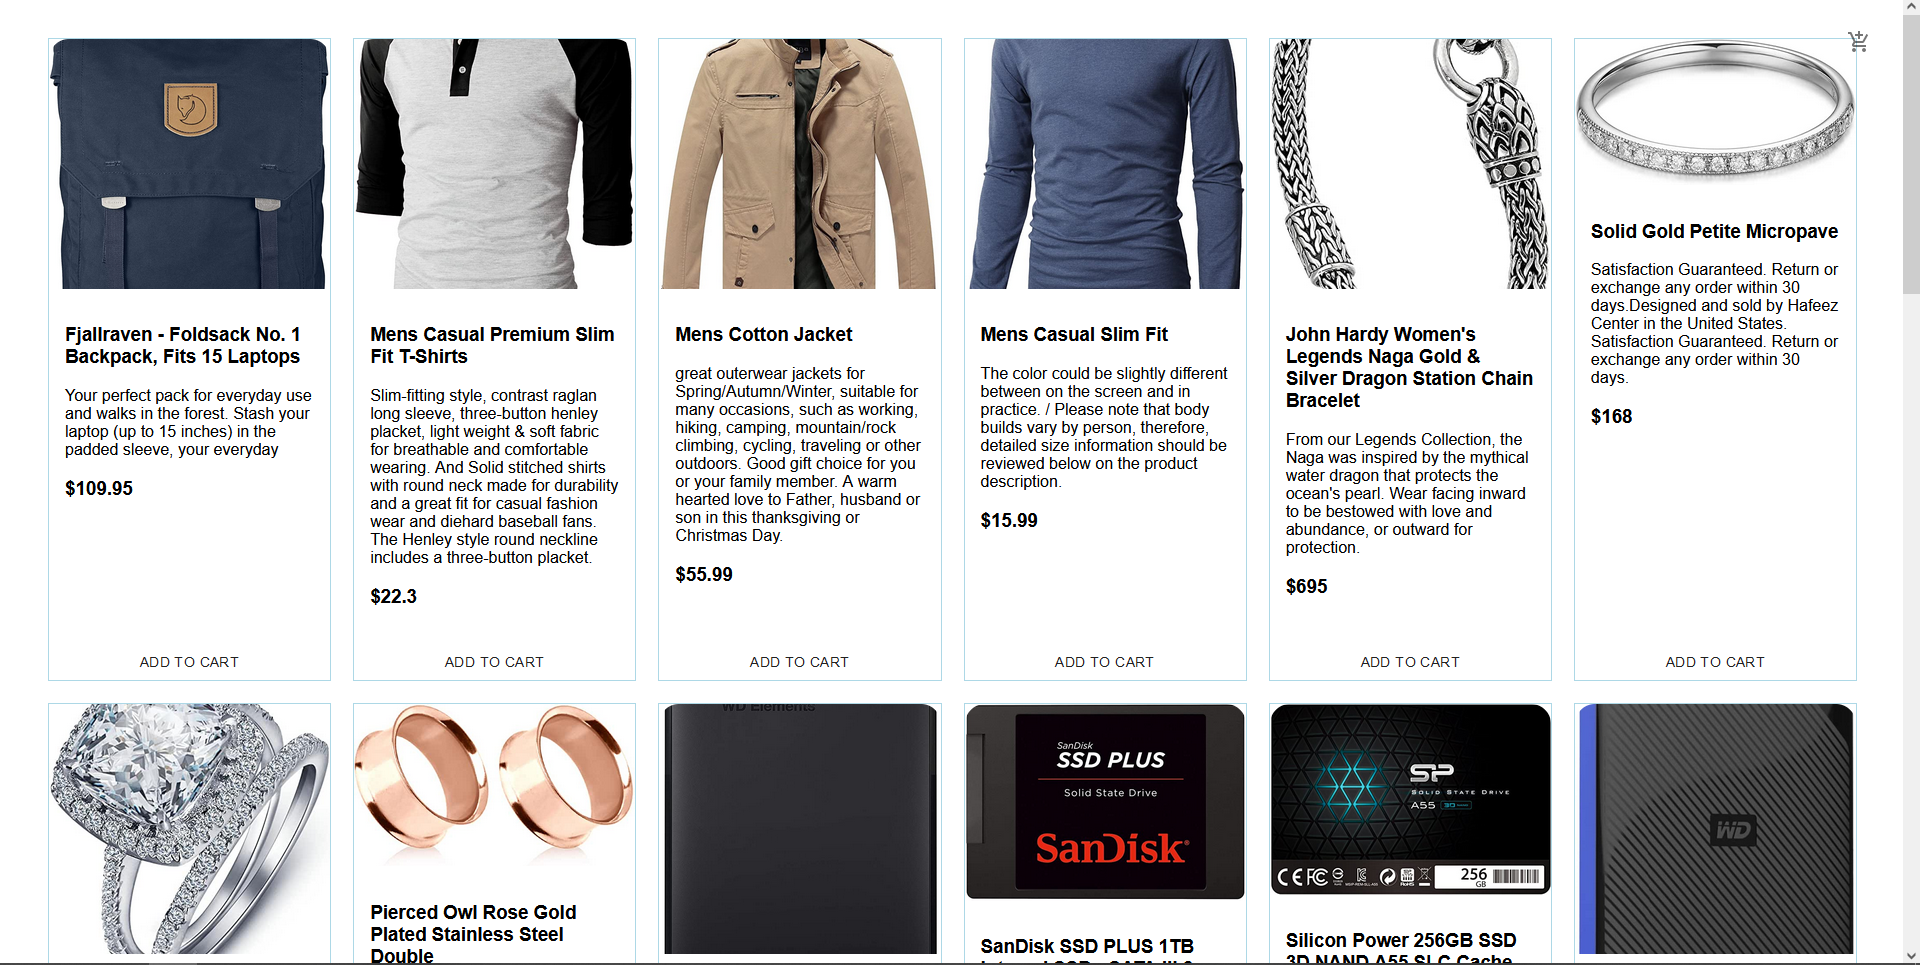 Fjallraven - Foldsack No. 1
Backpack, Fits 15 Laptops
Your perfect pack for everyday use
and walks in the forest. Stash your
laptop (up to 15 inches) in the
padded sleeve, your everyday
$109.95
ADD TO CART
Mens Casual Premium Slim
Fit T-Shirts
Slim-fitting style, contrast raglan
long sleeve, three-button henley
placket, light weight & soft fabric
for breathable and comfortable
wearing. And Solid stitched shirts
with round neck made for durability
and a great fit for casual fashion
wear and diehard baseball fans.
The Henley style round neckline
includes a three-button placket.
$22.3
ADD TO CART
Mens Cotton Jacket
great outerwear jackets for
Spring/Autumn/Winter, suitable for
many occasions, such as working,
hiking, camping, mountain/rock
climbing, cycling, traveling or other
outdoors. Good gift choice for you
or your family member. A warm
hearted love to Father, husband or
son in this thanksgiving or
Christmas Day.
$55.99
ADD TO CART
Mens Casual Slim Fit
The color could be slightly different
between on the screen and in
practice. / Please note that body
builds vary by person, therefore,
detailed size information should be
reviewed below on the product
description.
$15.99
ADD TO CART
John Hardy Women's
Legends Naga Gold &
Silver Dragon Station Chain
Bracelet
From our Legends Collection, the
Naga was inspired by the mythical
water dragon that protects the
ocean's pearl. Wear facing inward
to be bestowed with love and
abundance, or outward for
protection.
$695
ADD TO CART
Solid Gold Petite Micropave
Satisfaction Guaranteed. Return or
exchange any order within 30
days.Designed and sold by Hafeez
Center in the United States.
Satisfaction Guaranteed. Return or
exchange any order within 30
days.
$168
ADD TO CART
Pierced Owl Rose Gold
Plated Stainless Steel
Double
WD Elements
SanDisk
SSD PLUS
Solid State Drive
SanDisk
SanDisk SSD PLUS 1TB
Internal SSD - SATA III 6
SP
SOLID STATE DRIVE
A55 3D
CE FC
256
GB
Silicon Power 256GB SSD
3D NAND A55 SLC Cache
WD